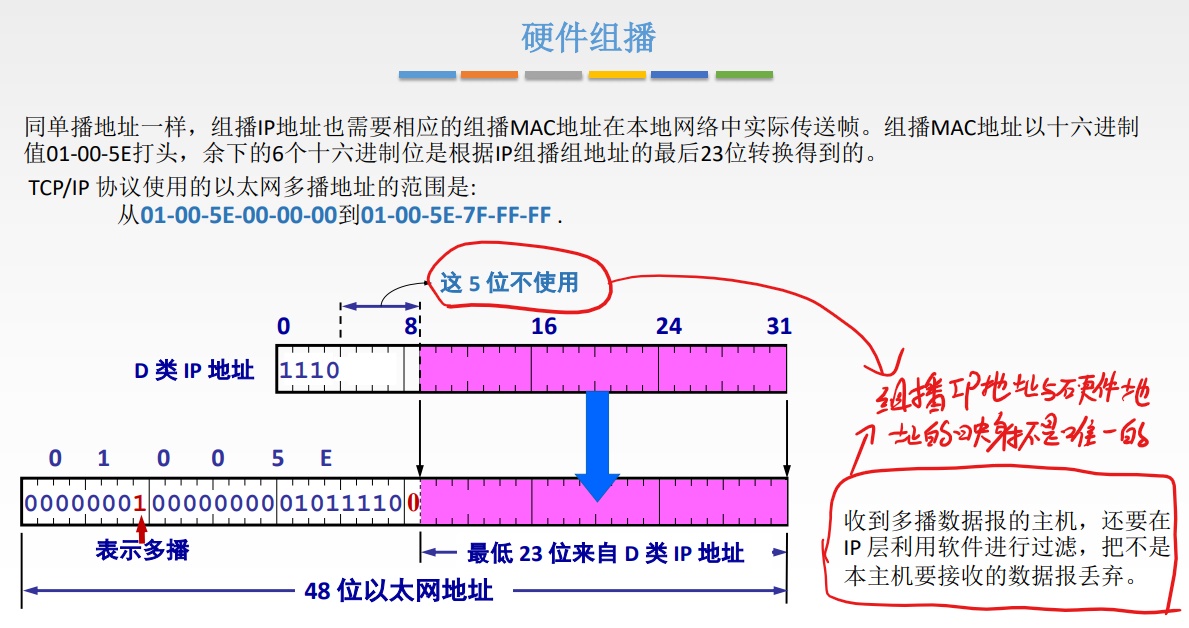 硬件组播
同单播地址一样，组播IP地址也需要相应的组播MAC地址在本地网络中实际传送帧。组播MAC地址以十六进制
值01-00-5E打头，余下的6个十六进制位是根据IP组播组地址的最后23位转换得到的。
TCP/IP 协议使用的以太网多播地址的范围是:
从01-00-5E-00-00-00到01-00-5E-7F-FF-FF .
这 5 位不使用
0 8 16 24 31
D 类 IP 地址
1110
组播IP地址与硬件地
址的映射不是唯一的
0 1 0 0 5 E
00000001 00000000 01011110 0
表示多播
最低 23 位来自 D 类 IP 地址
48 位以太网地址
收到多播数据报的主机，还要在
IP 层利用软件进行过滤，把不是
本主机要接收的数据报丢弃。